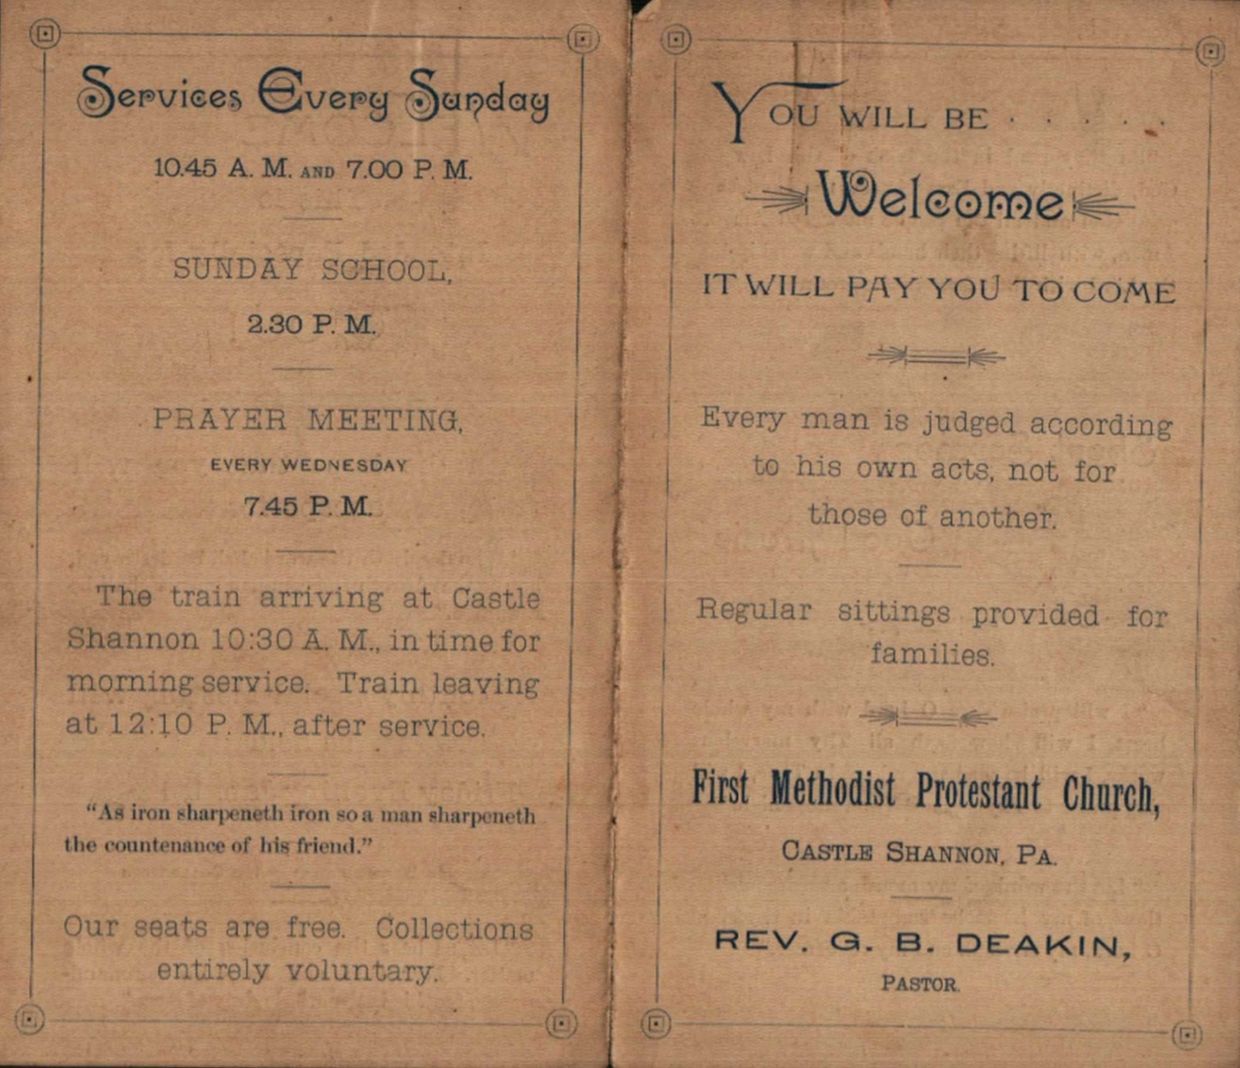 Services Every Sunday
10.45 A. M. AND 7.00 P. M.
SUNDAY SCHOOL,
2.30 P. M.
PRAYER MEETING,
EVERY WEDNESDAY
7.45 P. M.
The train arriving at Castle
Shannon 10:30 A. M., in time for
morning service. Train leaving
at 12:10 P. M., after service.
"As iron sharpeneth iron so a man sharpeneth
the countenance of his friend."
Our seats are free. Collections
entirely voluntary.
YOU WILL BE . . . . .
Welcome
IT WILL PAY YOU TO COME
Every man is judged according
to his own acts, not for
those of another.
Regular sittings provided for
families.
First Methodist Protestant Church,
CASTLE SHANNON, PA.
REV. G. B. DEAKIN,
PASTOR.